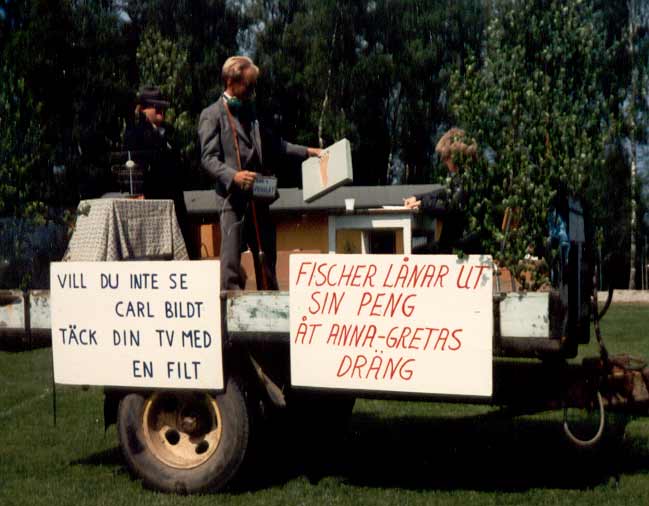 VILL DU INTE SE
CARL BILDT
TÄCK DIN TV MED
EN FILT
FISCHER LÅNAR UT
SIN PENG
ÅT ANNA-GRETAS
DRÄNG